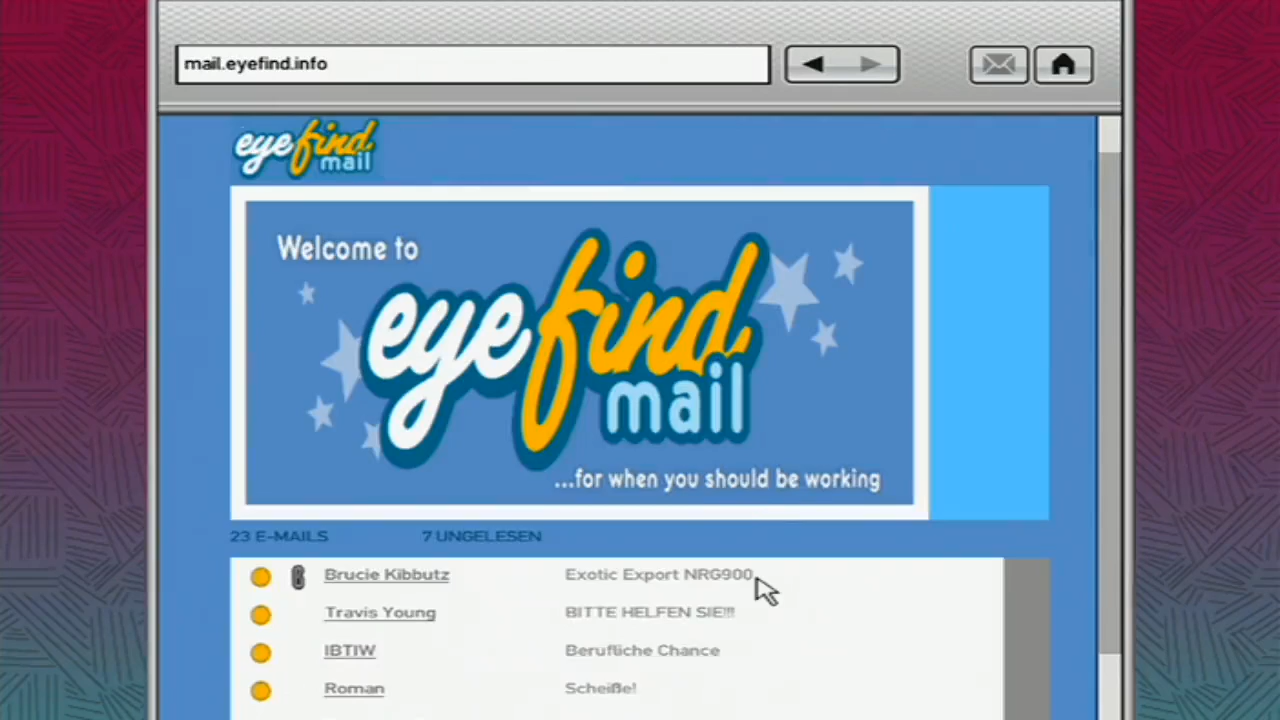 mail.eyefind.info
eyefind.
mail
Welcome to
eyefind.
mail
...for when you should be working
23 E-MAILS 7 UNGELESEN
Brucie Kibbutz Exotic Export NRG900
Travis Young BITTE HELFEN SIE!!!
IBTIW Berufliche Chance
Roman Scheiße!